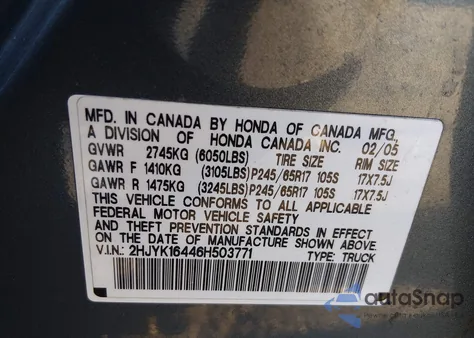 MFD. IN CANADA BY HONDA OF CANADA MFG.,
A DIVISION OF HONDA CANADA INC. 02/05
GVWR 2745KG (6050LBS) TIRE SIZE RIM SIZE
GAWR F 1410KG (3105LBS)P245/65R17 105S 17X7.5J
GAWR R 1475KG (3245LBS)P245/65R17 105S 17X7.5J
THIS VEHICLE CONFORMS TO ALL APPLICABLE
FEDERAL MOTOR VEHICLE SAFETY STANDARDS IN
EFFECT ON THE DATE OF MANUFACTURE SHOWN ABOVE.
V.I.N.: 2HJYK16446H503771 TYPE: TRUCK
autoSnap